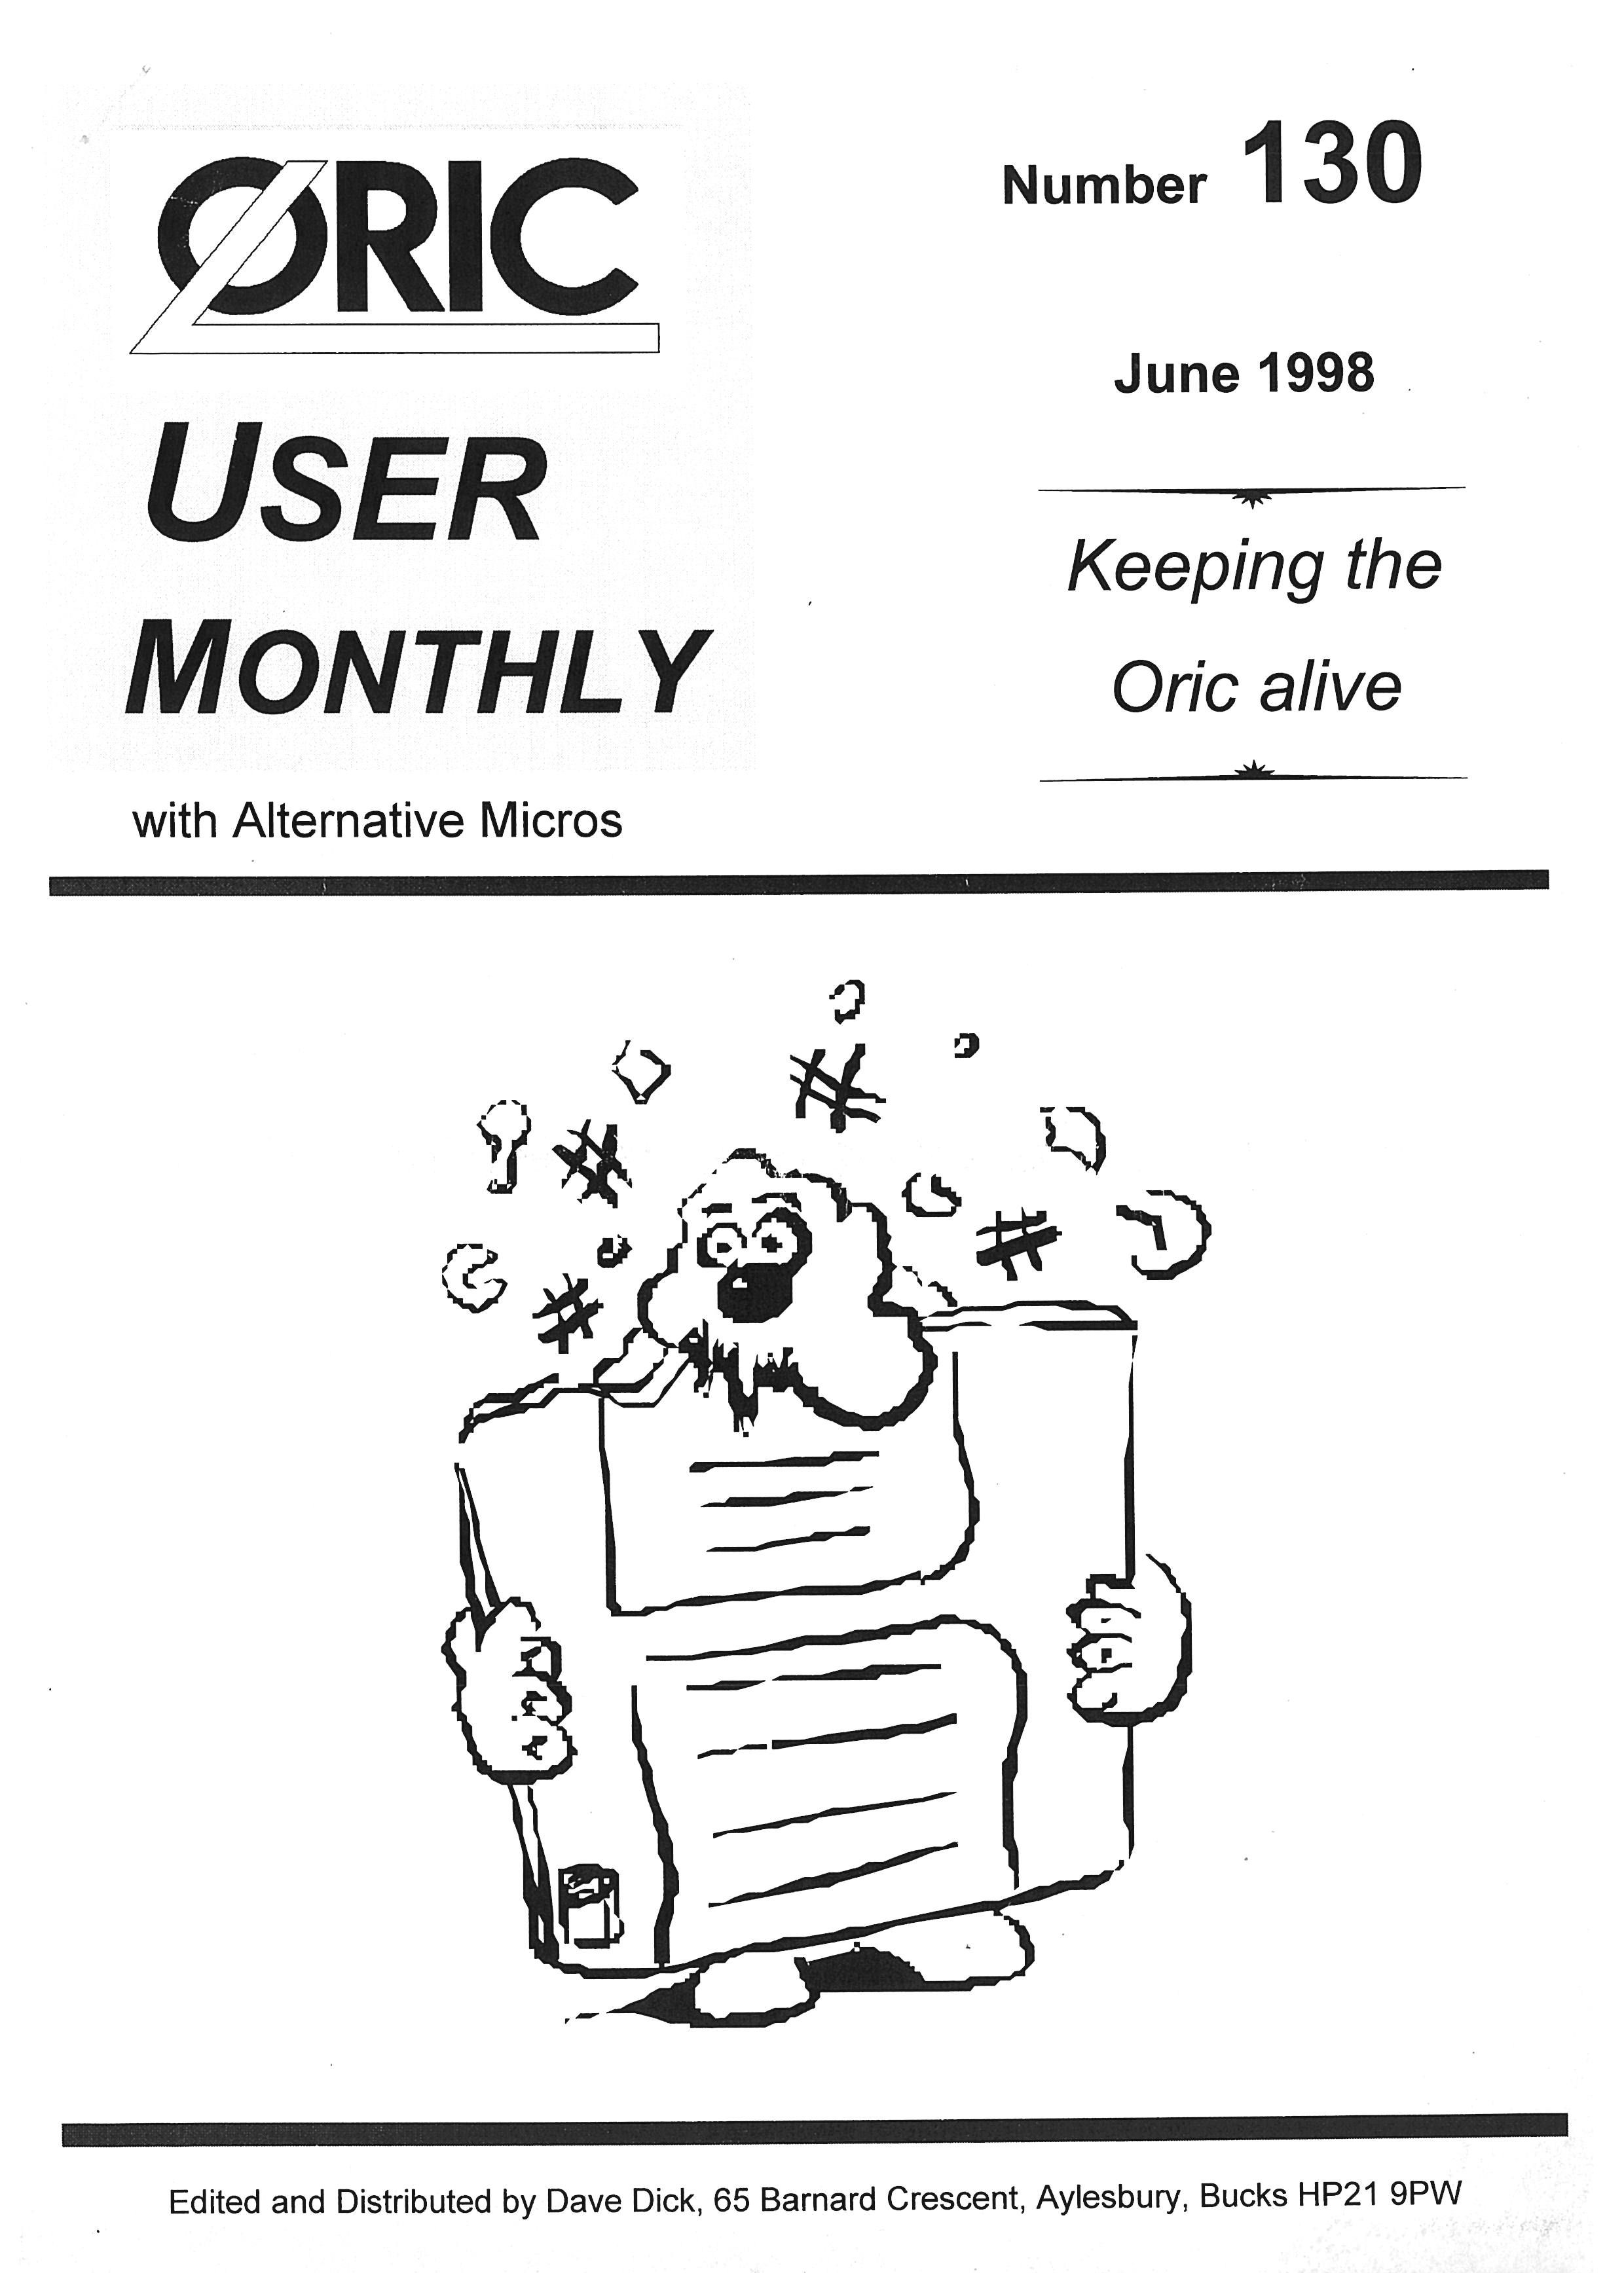 ORIC
USER
MONTHLY
with Alternative Micros
Number 130
June 1998
Keeping the
Oric alive
Edited and Distributed by Dave Dick, 65 Barnard Crescent, Aylesbury, Bucks HP21 9PW